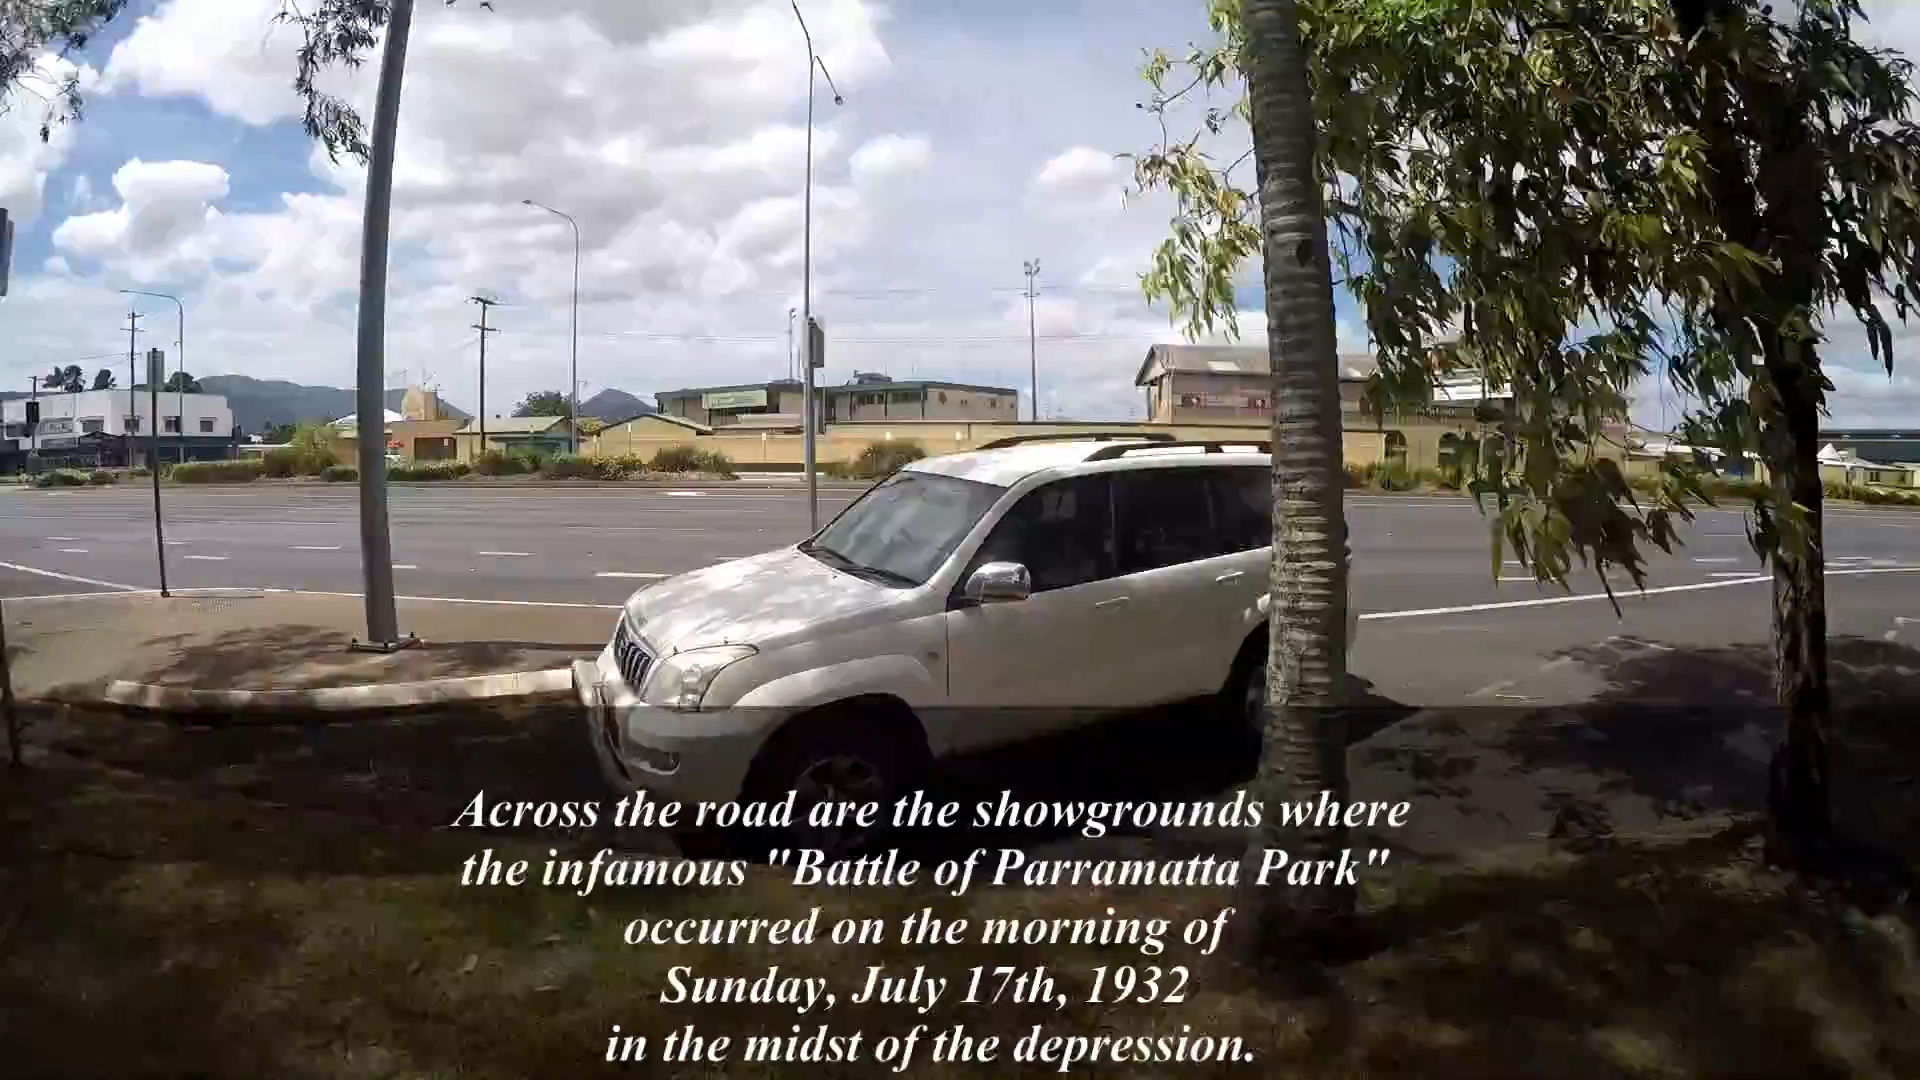 Across the road are the showgrounds where
the infamous "Battle of Parramatta Park"
occurred on the morning of
Sunday, July 17th, 1932
in the midst of the depression.